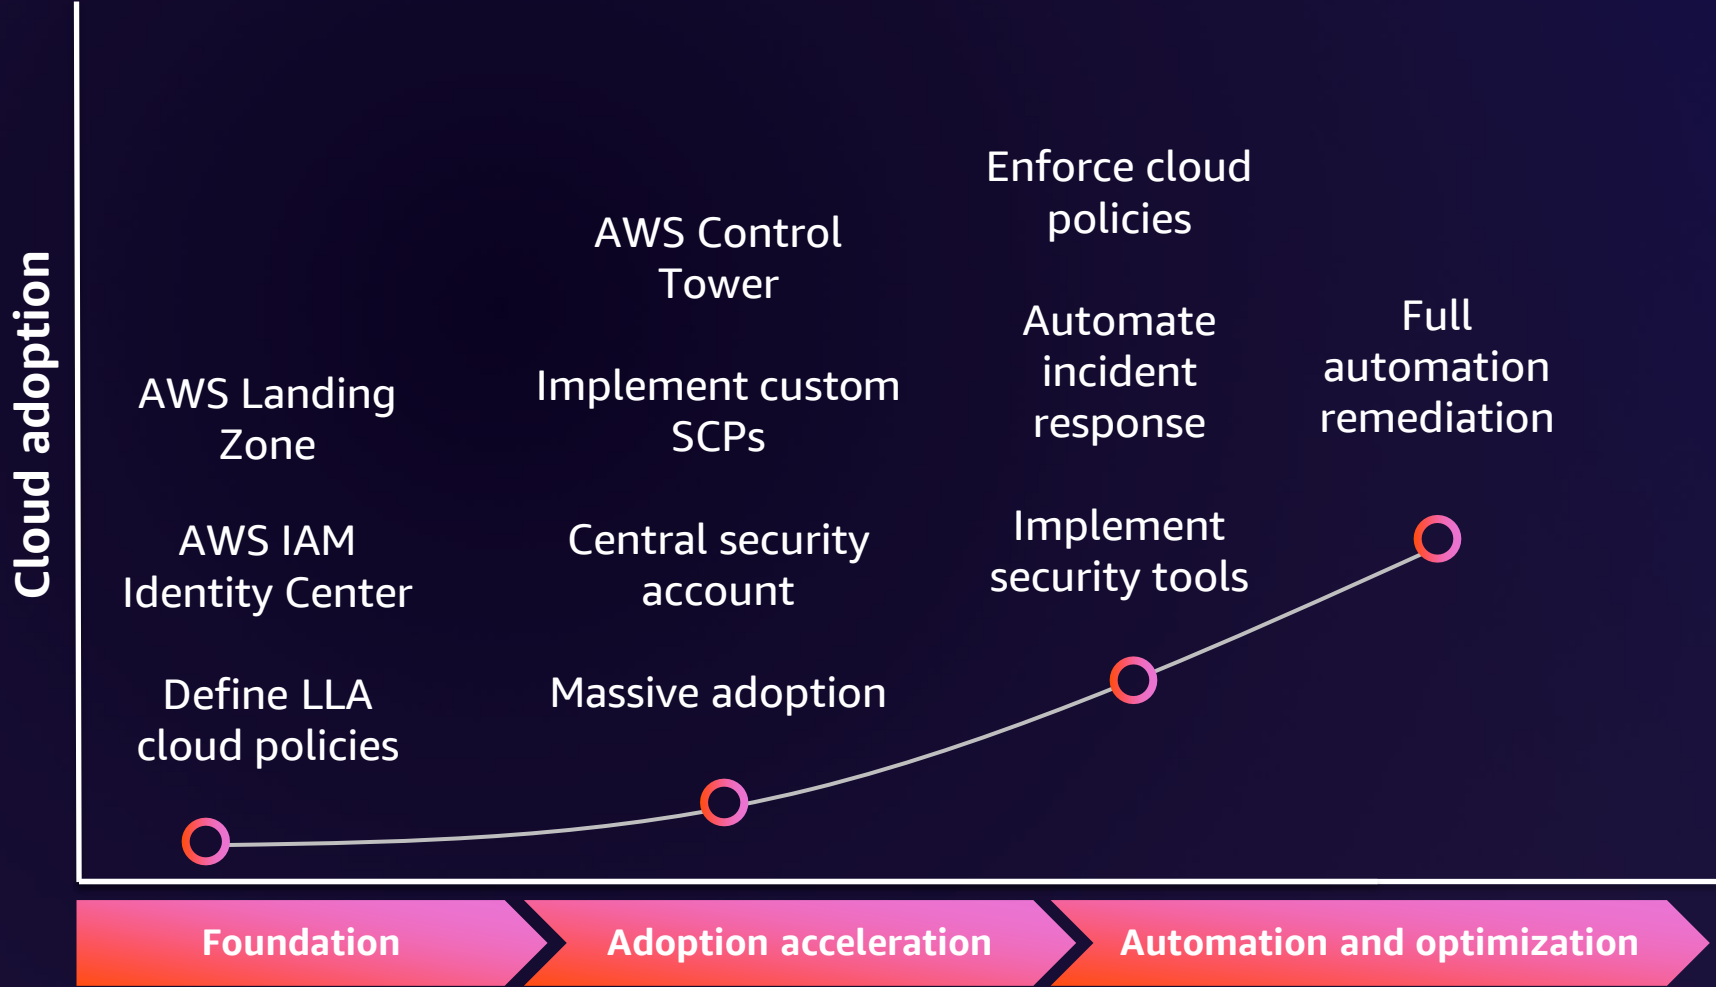 Cloud adoption
AWS Landing
Zone
AWS IAM
Identity Center
Define LLA
cloud policies
AWS Control
Tower
Implement custom
SCPs
Central security
account
Massive adoption
Enforce cloud
policies
Automate
incident
response
Implement
security tools
Full
automation
remediation
Foundation
Adoption acceleration
Automation and optimization